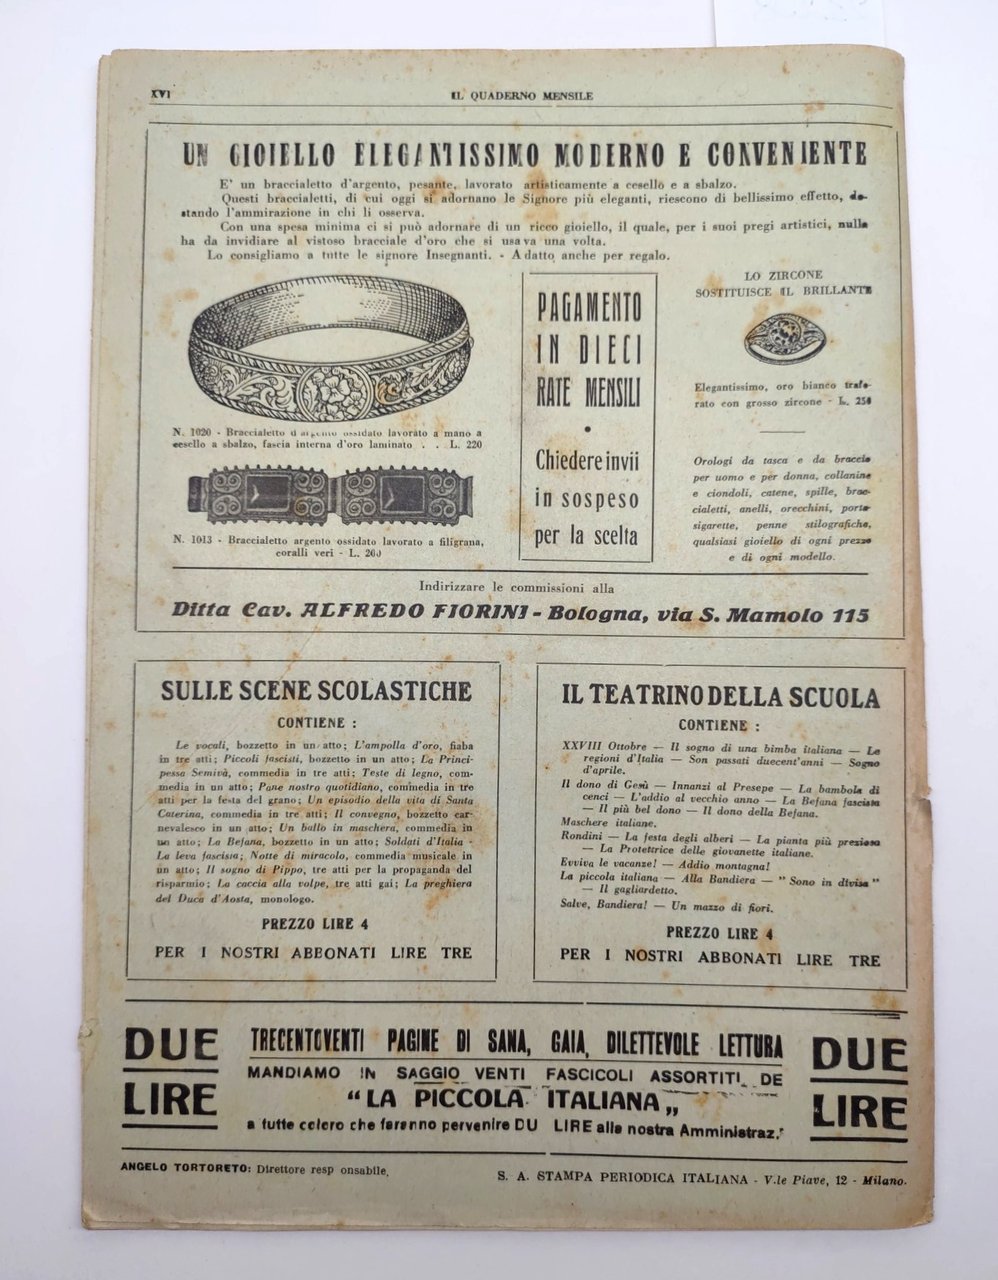 XVI
IL QUADERNO MENSILE
UN GIOIELLO ELEGANTISSIMO MODERNO E CONVENIENTE
E' un braccialetto d'argento, pesante, lavorato artisticamente a cesello e a sbalzo.
Questi braccialetti, di cui oggi si adornano le Signore più eleganti, riescono di bellissimo effetto, de-
stando l'ammirazione in chi li osserva.
Con una spesa minima ci si può adornare di un ricco gioiello, il quale, per i suoi pregi artistici, nulla
ha da invidiare al vistoso bracciale d'oro che si usava una volta.
Lo consigliamo a tutte le signore Insegnanti. - Adatto anche per regalo.
N. 1020 - Braccialetto d'argento ossidato lavorato a mano a
cesello a sbalzo, fascia interna d'oro laminato . . L. 220
N. 1013 - Braccialetto argento ossidato lavorato a filigrana,
coralli veri - L. 260
PAGAMENTO
IN DIECI
RATE MENSILI
•
Chiedere invii
in sospeso
per la scelta
LO ZIRCONE
SOSTITUISCE IL BRILLANTE
Elegantissimo, oro bianco trafo-
rato con grosso zircone - L. 250
Orologi da tasca e da braccio
per uomo e per donna, collanine
e ciondoli, catene, spille, brac-
cialetti, anelli, orecchini, porta-
sigarette, penne stilografiche,
qualsiasi gioiello di ogni prezzo
e di ogni modello.
Indirizzare le commissioni alla
Ditta Cav. ALFREDO FIORINI - Bologna, via S. Mamolo 115
SULLE SCENE SCOLASTICHE
CONTIENE :
Le vocali, bozzetto in un atto; L'ampolla d'oro, fiaba
in tre atti; Piccoli fascisti, bozzetto in un atto; La Princi-
pessa Semivà, commedia in tre atti; Teste di legno, com-
media in un atto; Pane nostro quotidiano, commedia in tre
atti per la festa del grano; Un episodio della vita di Santa
Caterina, commedia in tre atti; Il convegno, bozzetto car-
nevalesco in un atto; Un ballo in maschera, commedia in
un atto; La Befana, bozzetto in un atto; Soldati d'Italia -
La leva fascista; Notte di miracolo, commedia musicale in
un atto; Il sogno di Pippo, tre atti per la propaganda del
risparmio; La caccia alla volpe, tre atti gai; La preghiera
del Duca d'Aosta, monologo.
PREZZO LIRE 4
PER I NOSTRI ABBONATI LIRE TRE
IL TEATRINO DELLA SCUOLA
CONTIENE :
XXVIII Ottobre — Il sogno di una bimba italiana — Le
regioni d'Italia — Son passati duecent'anni — Sogno
d'aprile.
Il dono di Gesù — Innanzi al Presepe — La bambola di
cenci — L'addio al vecchio anno — La Befana fascista
— Il più bel dono — Il dono della Befana.
Maschere italiane.
Rondini — La festa degli alberi — La pianta più preziosa
— La Protettrice delle giovanette italiane.
Evviva le vacanze! — Addio montagna!
La piccola italiana — Alla Bandiera — " Sono in divisa "
— Il gagliardetto.
Salve, Bandiera! — Un mazzo di fiori.
PREZZO LIRE 4
PER I NOSTRI ABBONATI LIRE TRE
DUE
LIRE
TRECENTOVENTI PAGINE DI SANA, GAIA, DILETTEVOLE LETTURA
MANDIAMO IN SAGGIO VENTI FASCICOLI ASSORTITI DE
“ LA PICCOLA ITALIANA „
a tutte coloro che faranno pervenire DU LIRE alla nostra Amministraz.
DUE
LIRE
ANGELO TORTORETO: Direttore responsabile.
S. A. STAMPA PERIODICA ITALIANA - V.le Piave, 12 - Milano.